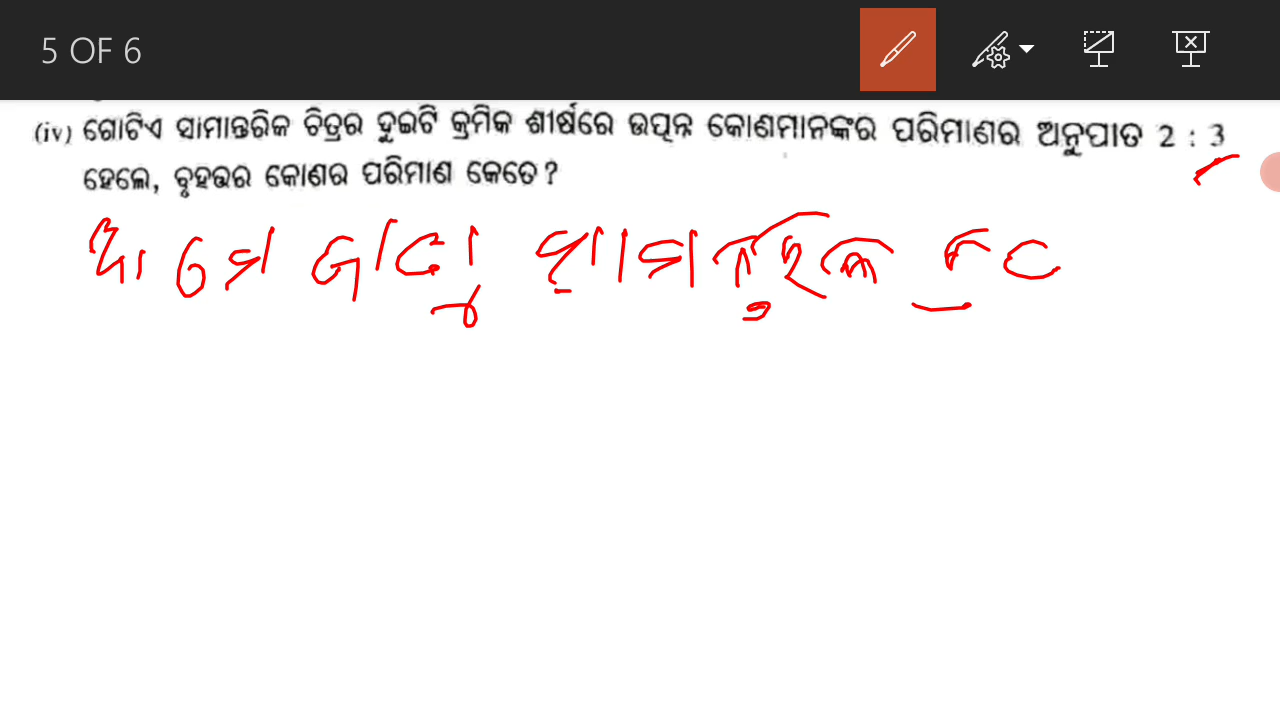 5 OF 6
(iv) ଗୋଟିଏ ସାମାନ୍ତରିକ ଚିତ୍ରର ଦୁଇଟି କ୍ରମିକ ଶୀର୍ଷରେ ଉତ୍ପନ୍ନ କୋଣମାନଙ୍କର ପରିମାଣର ଅନୁପାତ 2 : 3
ହେଲେ, ବୃହତ୍ତର କୋଣର ପରିମାଣ କେତେ ?
ଆମେ ଜାଣୁ